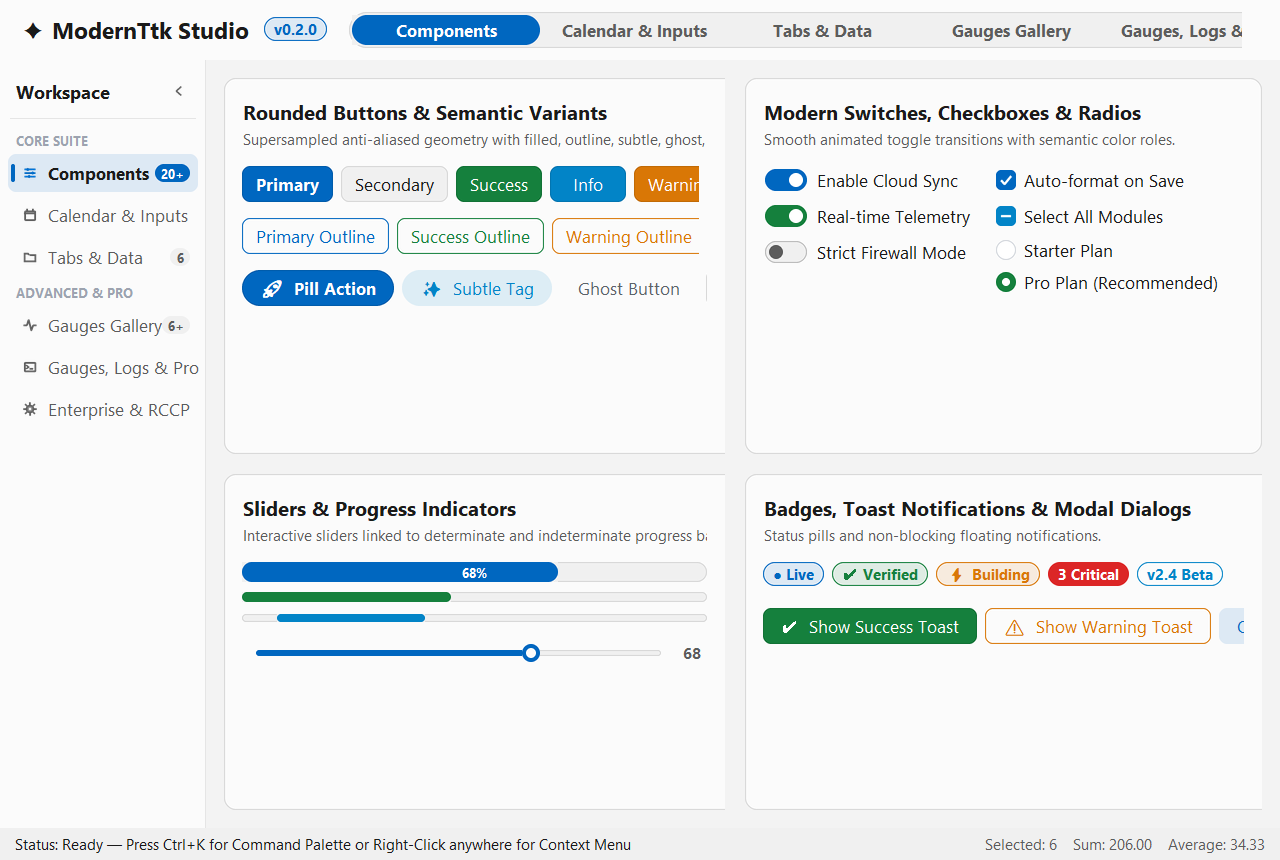 ✦ ModernTtk Studio v0.2.0 Components Calendar & Inputs Tabs & Data Gauges Gallery Gauges, Logs &
Workspace
CORE SUITE
Components 20+
Calendar & Inputs
Tabs & Data 6
ADVANCED & PRO
Gauges Gallery 6+
Gauges, Logs & Pro
Enterprise & RCCP
Rounded Buttons & Semantic Variants
Supersampled anti-aliased geometry with filled, outline, subtle, ghost,
Primary Secondary Success Info Warnin
Primary Outline Success Outline Warning Outline
Pill Action Subtle Tag Ghost Button
Modern Switches, Checkboxes & Radios
Smooth animated toggle transitions with semantic color roles.
Enable Cloud Sync Auto-format on Save
Real-time Telemetry Select All Modules
Strict Firewall Mode Starter Plan
Pro Plan (Recommended)
Sliders & Progress Indicators
Interactive sliders linked to determinate and indeterminate progress ba
68%
68
Badges, Toast Notifications & Modal Dialogs
Status pills and non-blocking floating notifications.
● Live ✔ Verified Building 3 Critical v2.4 Beta
✔ Show Success Toast ⚠ Show Warning Toast
Status: Ready — Press Ctrl+K for Command Palette or Right-Click anywhere for Context Menu Selected: 6 Sum: 206.00 Average: 34.33